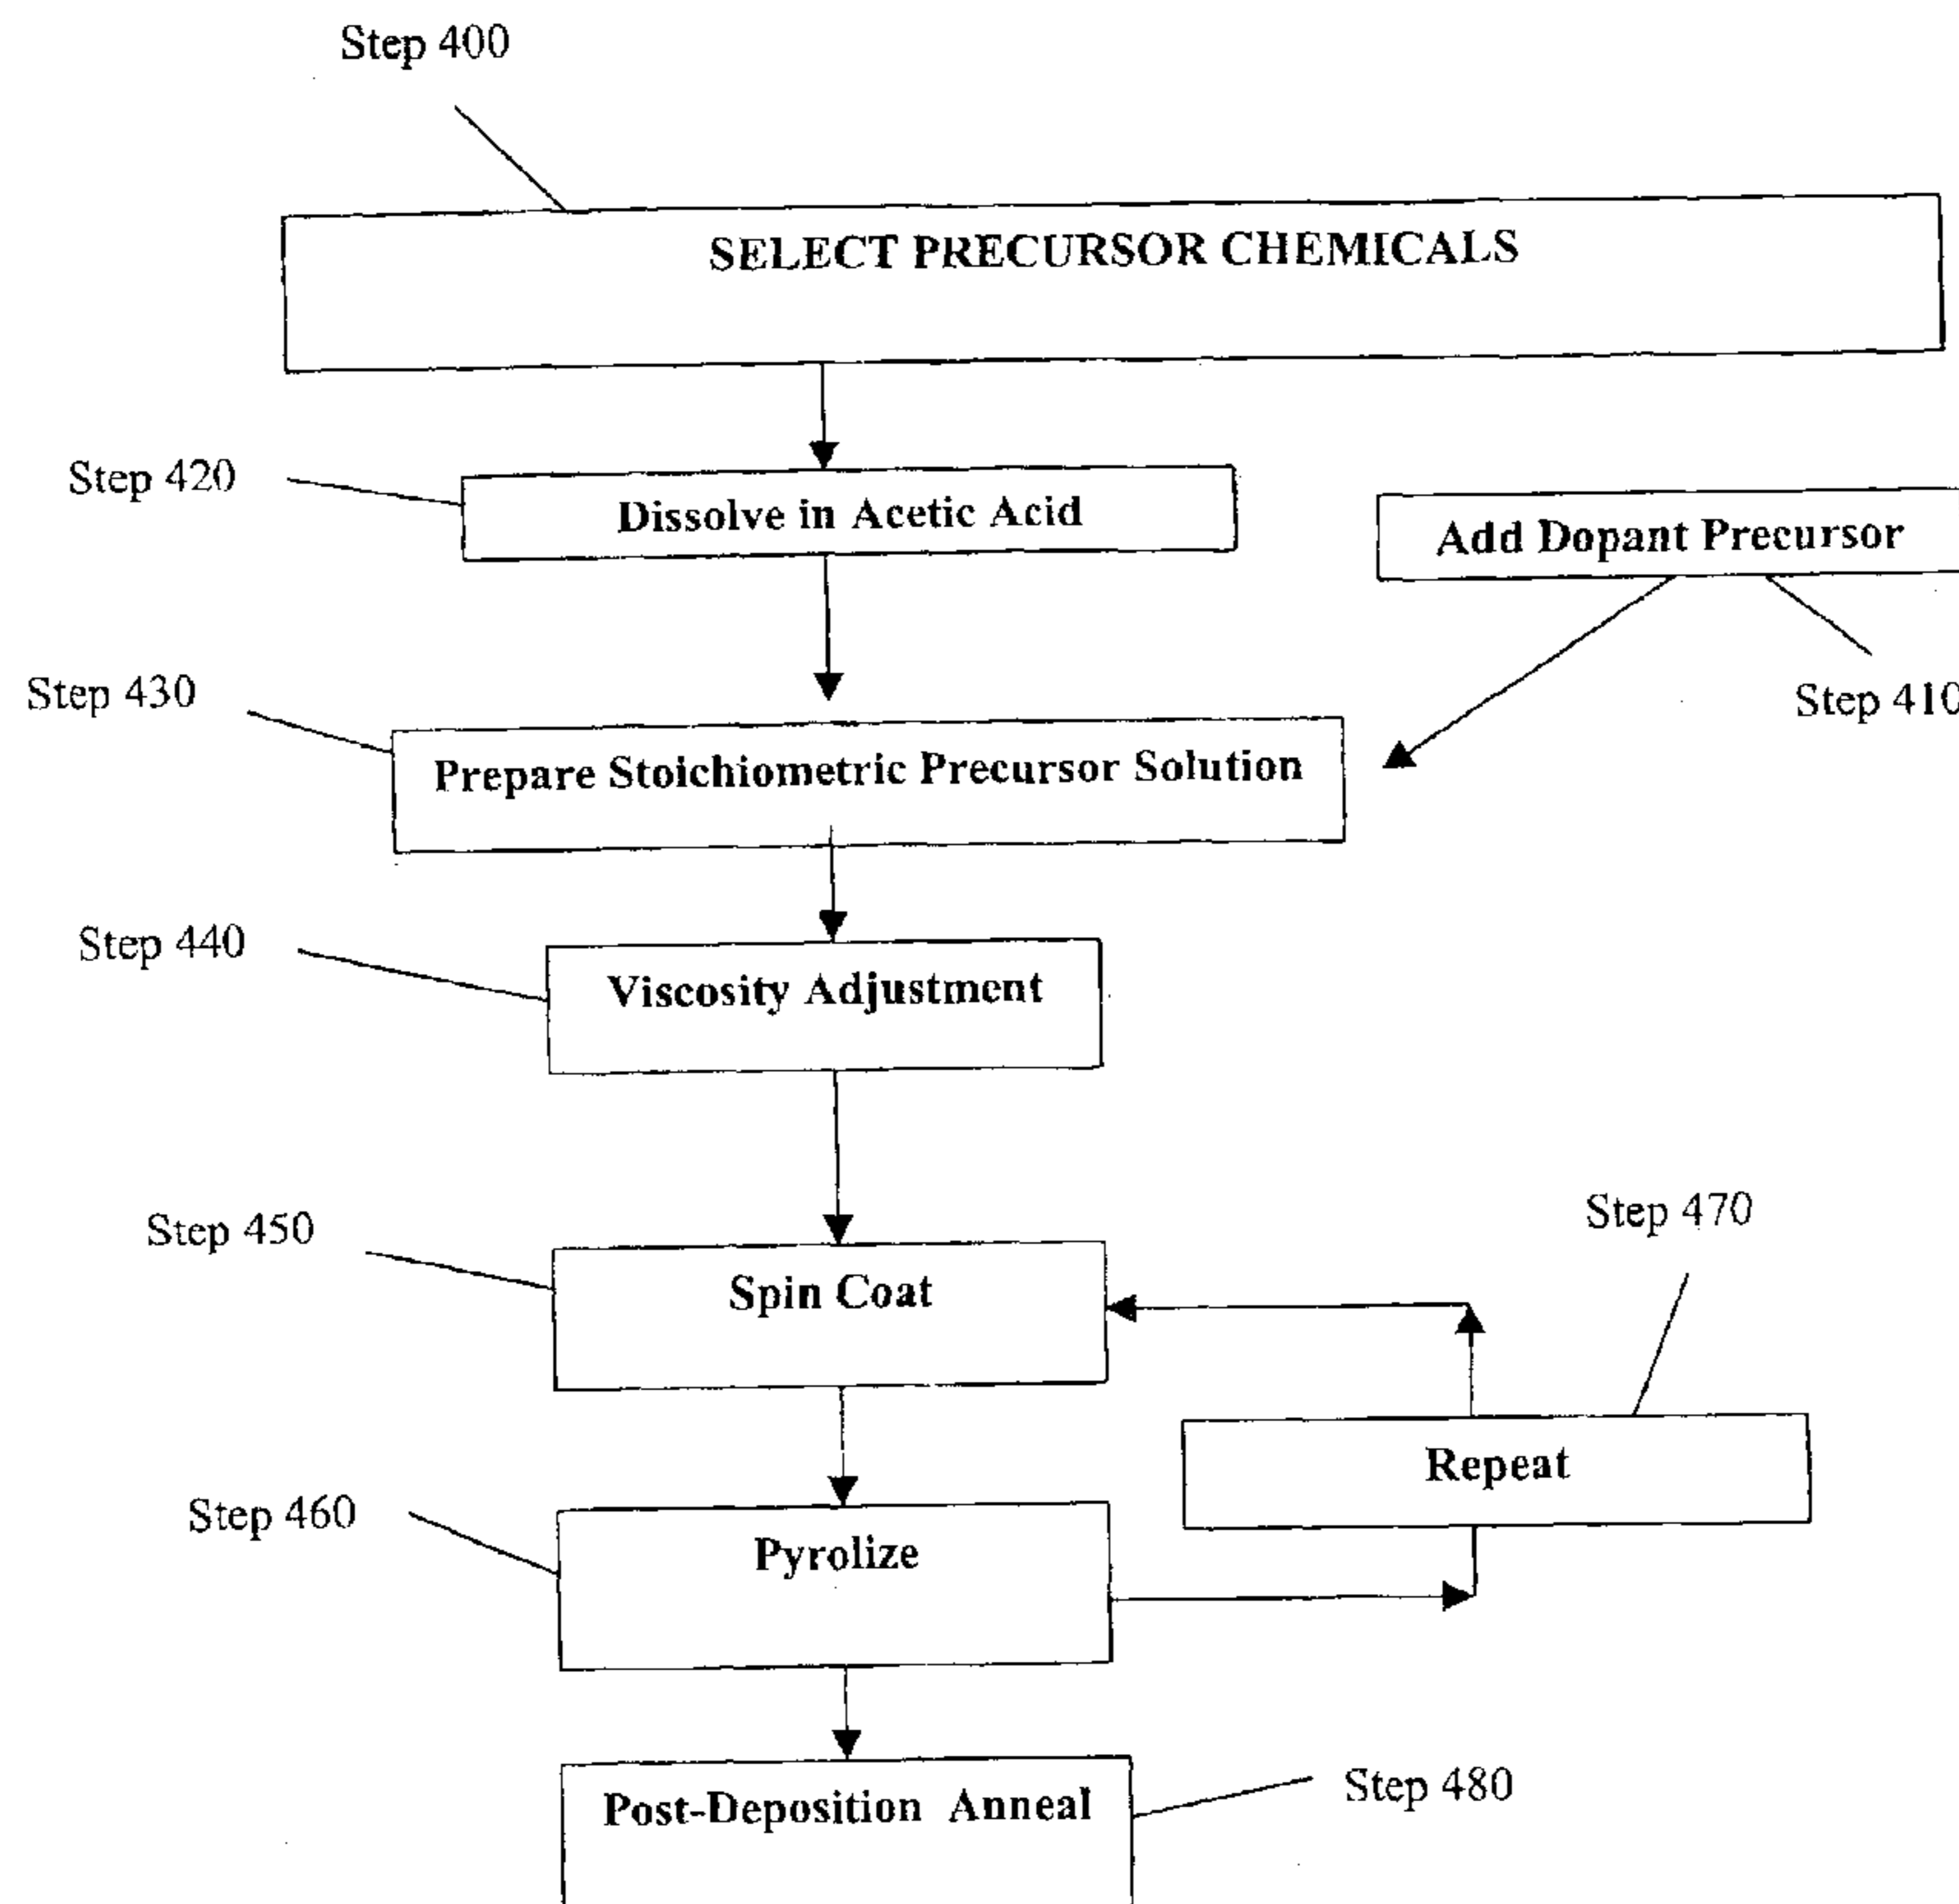 Step 400
SELECT PRECURSOR CHEMICALS
Step 420
Dissolve in Acetic Acid
Add Dopant Precursor
Step 430
Step 410
Prepare Stoichiometric Precursor Solution
Step 440
Viscosity Adjustment
Step 450
Step 470
Spin Coat
Repeat
Step 460
Pyrolize
Post-Deposition Anneal
Step 480